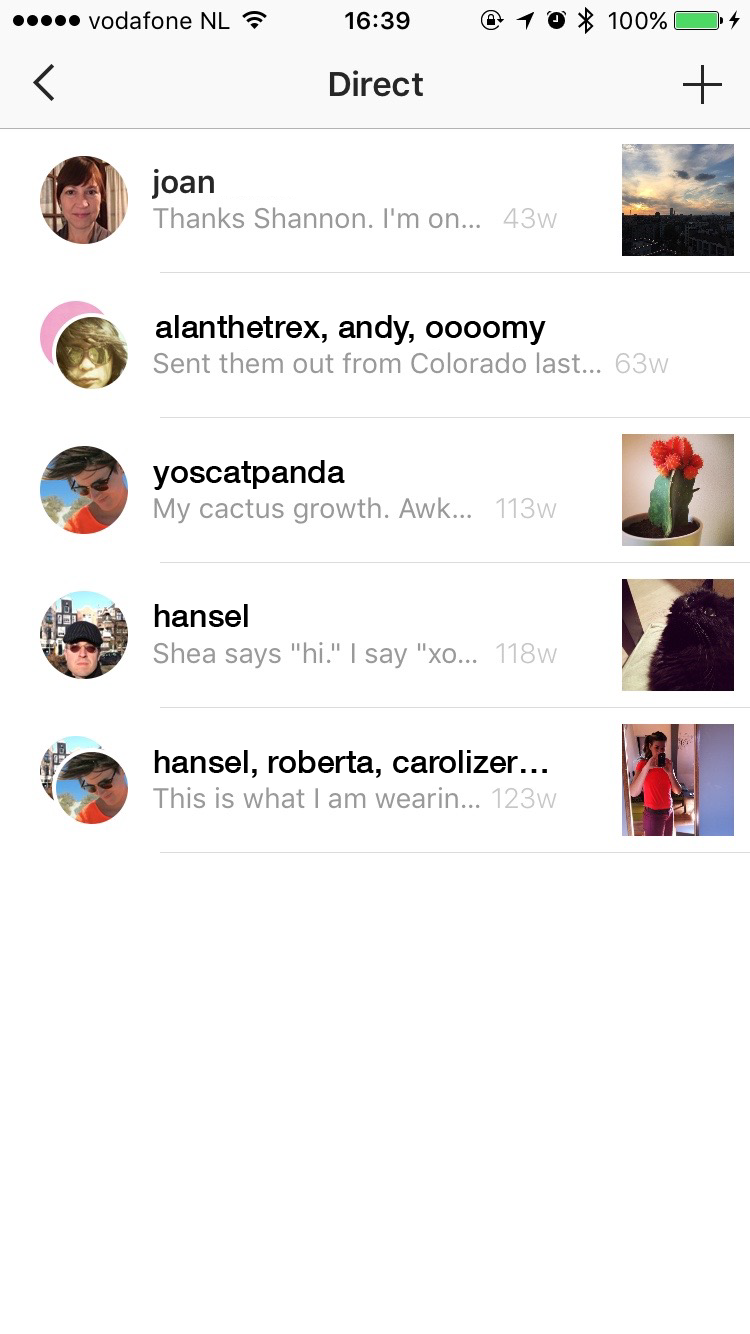 vodafone NL 16:39 100%
Direct
joan
Thanks Shannon. I'm on... 43w
alanthetrex, andy, oooomy
Sent them out from Colorado last... 63w
yoscatpanda
My cactus growth. Awk... 113w
hansel
Shea says "hi." I say "xo... 118w
hansel, roberta, carolizer...
This is what I am wearin... 123w